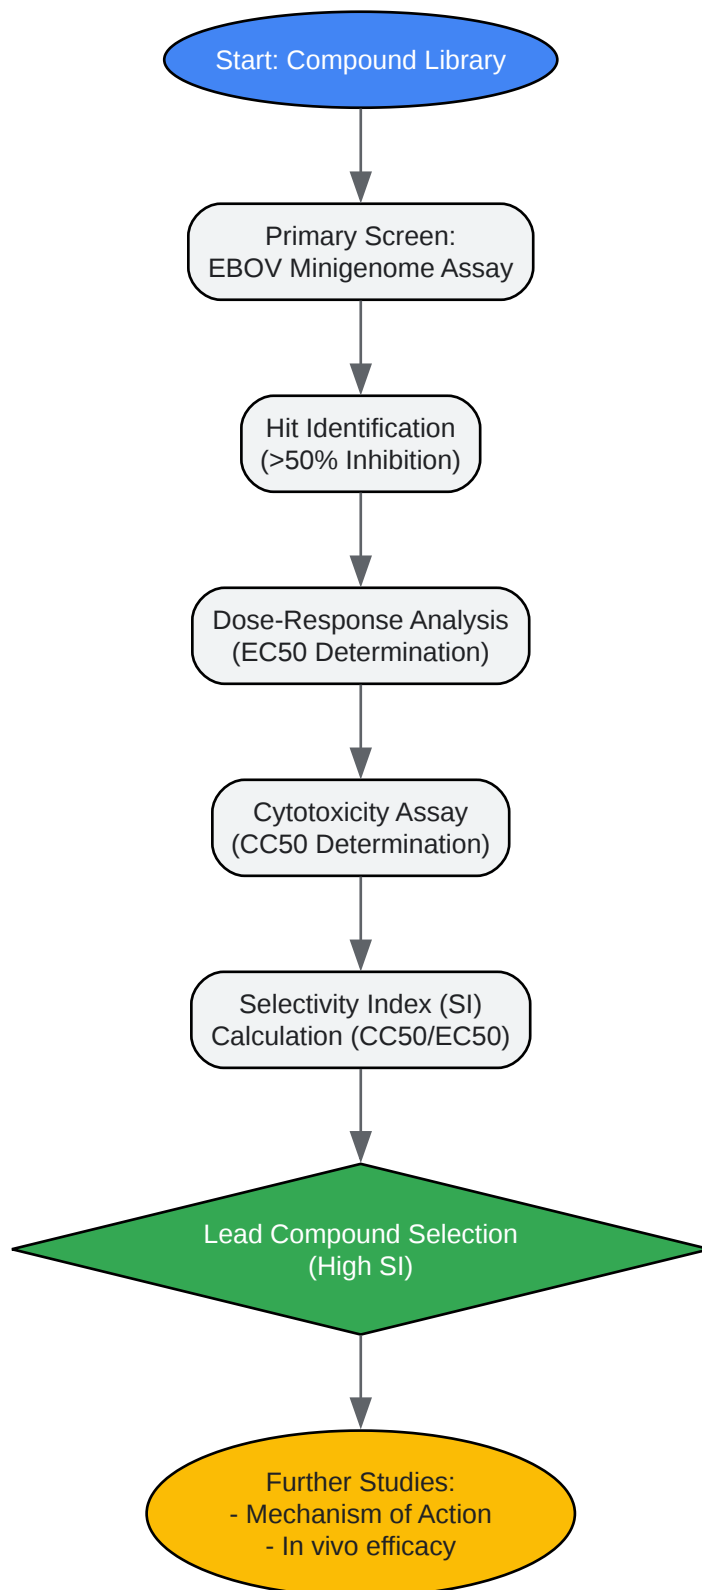 Start: Compound Library
Primary Screen:
EBOV Minigenome Assay
Hit Identification
(>50% Inhibition)
Dose-Response Analysis
(EC50 Determination)
Cytotoxicity Assay
(CC50 Determination)
Selectivity Index (SI)
Calculation (CC50/EC50)
Lead Compound Selection
(High SI)
Further Studies:
- Mechanism of Action
- In vivo efficacy